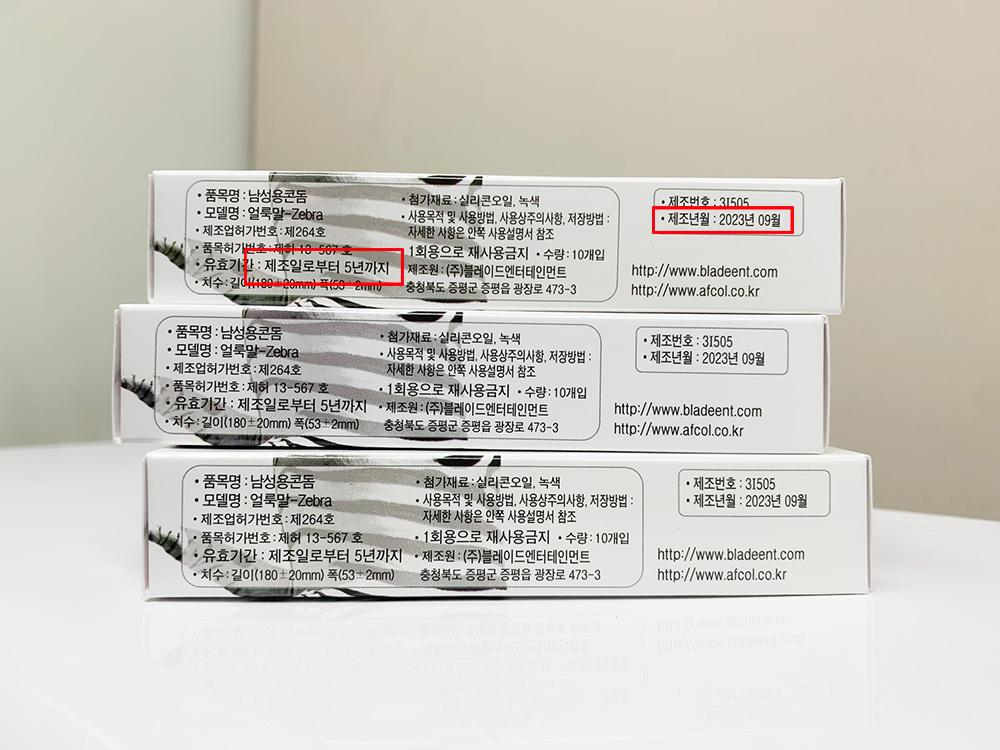 • 품목명 : 남성용콘돔
• 모델명 : 얼룩말-Zebra
• 제조업허가번호 : 제264호
• 품목허가번호 : 제허 13-567 호
• 유효기간 : 제조일로부터 5년까지
• 치수 : 길이(180±20mm) 폭(53±2mm)
• 첨가재료 : 실리콘오일, 녹색
• 사용목적 및 사용방법, 사용상주의사항, 저장방법 :
자세한 사항은 안쪽 사용설명서 참조
• 1회용으로 재사용금지 • 수량 : 10개입
• 제조원 : (주)블레이드엔터테인먼트
충청북도 증평군 증평읍 광장로 473-3
• 제조번호 : 3I505
• 제조년월 : 2023년 09월
http://www.bladeent.com
http://www.afcol.co.kr
• 품목명 : 남성용콘돔
• 모델명 : 얼룩말-Zebra
• 제조업허가번호 : 제264호
• 품목허가번호 : 제허 13-567 호
• 유효기간 : 제조일로부터 5년까지
• 치수 : 길이(180±20mm) 폭(53±2mm)
• 첨가재료 : 실리콘오일, 녹색
• 사용목적 및 사용방법, 사용상주의사항, 저장방법 :
자세한 사항은 안쪽 사용설명서 참조
• 1회용으로 재사용금지 • 수량 : 10개입
• 제조원 : (주)블레이드엔터테인먼트
충청북도 증평군 증평읍 광장로 473-3
• 제조번호 : 3I505
• 제조년월 : 2023년 09월
http://www.bladeent.com
http://www.afcol.co.kr
• 품목명 : 남성용콘돔
• 모델명 : 얼룩말-Zebra
• 제조업허가번호 : 제264호
• 품목허가번호 : 제허 13-567 호
• 유효기간 : 제조일로부터 5년까지
• 치수 : 길이(180±20mm) 폭(53±2mm)
• 첨가재료 : 실리콘오일, 녹색
• 사용목적 및 사용방법, 사용상주의사항, 저장방법 :
자세한 사항은 안쪽 사용설명서 참조
• 1회용으로 재사용금지 • 수량 : 10개입
• 제조원 : (주)블레이드엔터테인먼트
충청북도 증평군 증평읍 광장로 473-3
• 제조번호 : 3I505
• 제조년월 : 2023년 09월
http://www.bladeent.com
http://www.afcol.co.kr